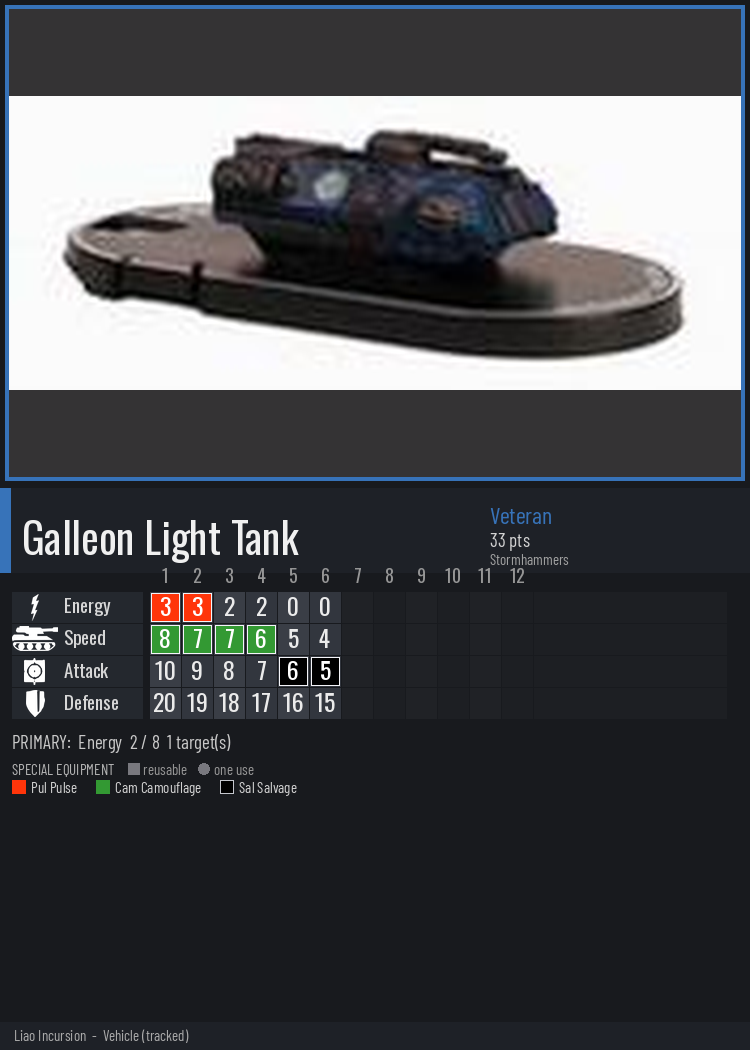 Galleon Light Tank
Veteran
33 pts
Stormhammers
1 2 3 4 5 6 7 8 9 10 11 12
Energy 3 3 2 2 0 0
Speed 8 7 7 6 5 4
Attack 10 9 8 7 6 5
Defense 20 19 18 17 16 15
PRIMARY: Energy 2 / 8 1 target(s)
SPECIAL EQUIPMENT reusable one use
Pul Pulse Cam Camouflage Sal Salvage
Liao Incursion - Vehicle (tracked)